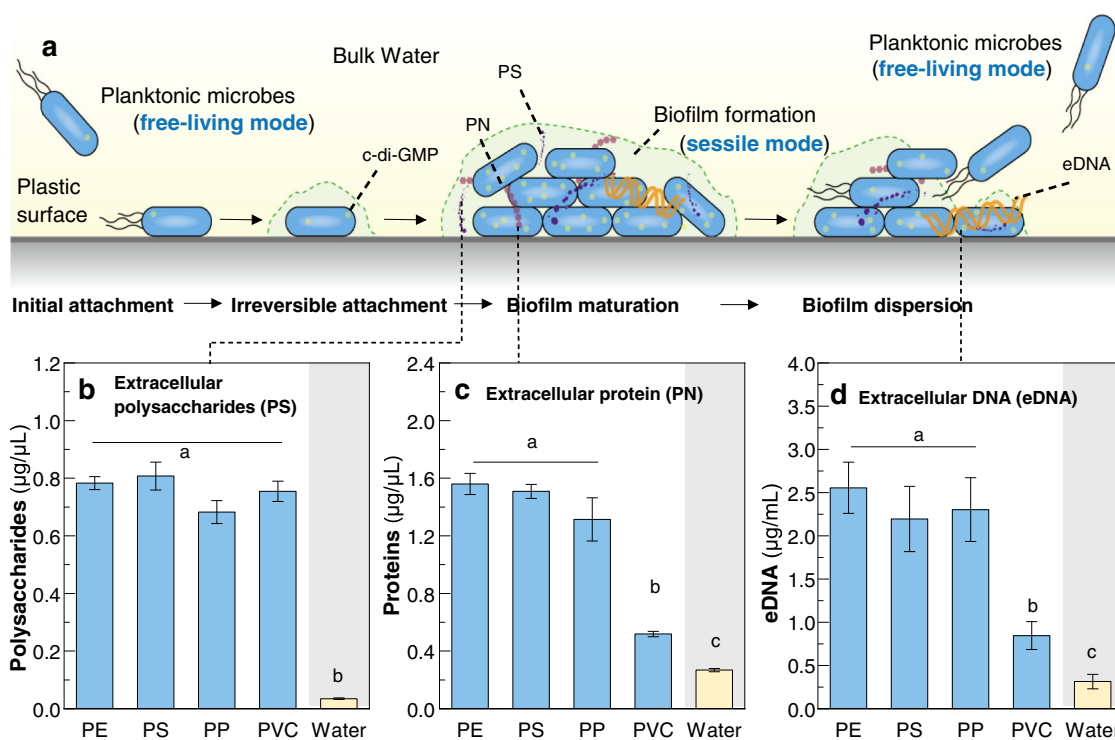 a
Bulk Water
Planktonic microbes
(free-living mode)
PS
PN
c-di-GMP
Biofilm formation
(sessile mode)
Planktonic microbes
(free-living mode)
eDNA
Plastic
surface
Initial attachment
Irreversible attachment
Biofilm maturation
Biofilm dispersion
b
Extracellular
polysaccharides (PS)
Polysaccharides (µg/µL)
1.2
1.0
0.8
0.6
0.4
0.2
0.0
a
b
PE
PS
PP
PVC
Water
c
Extracellular protein (PN)
Proteins (µg/µL)
2.4
2.0
1.6
1.2
0.8
0.4
0.0
a
b
c
PE
PS
PP
PVC
Water
d
Extracellular DNA (eDNA)
eDNA (µg/mL)
4.0
3.5
3.0
2.5
2.0
1.5
1.0
0.5
0.0
a
b
c
PE
PS
PP
PVC
Water